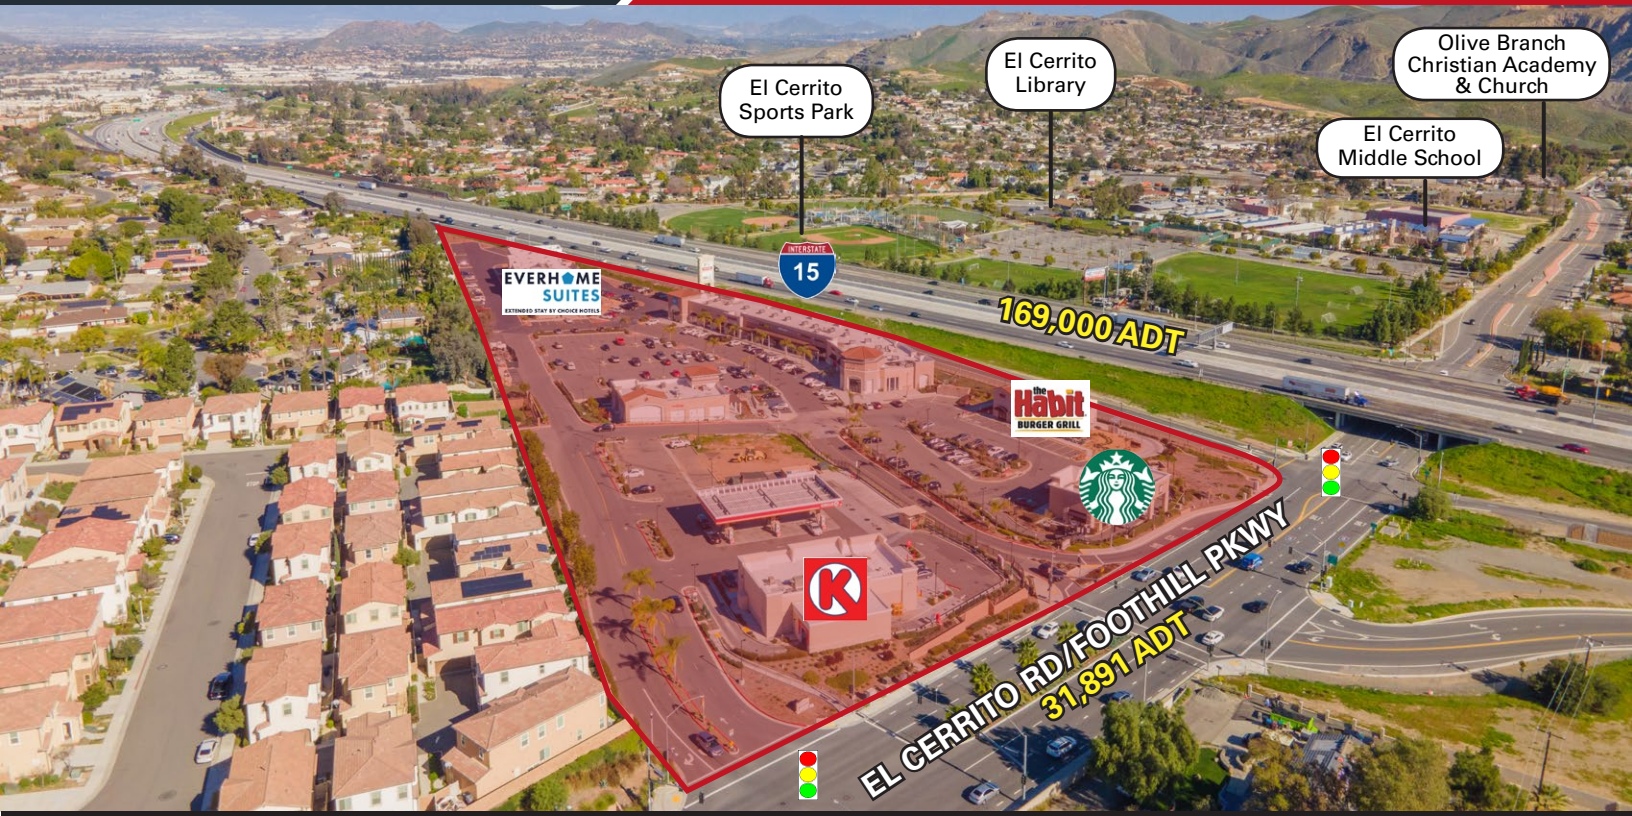 El Cerrito
Sports Park
El Cerrito
Library
Olive Branch
Christian Academy
& Church
El Cerrito
Middle School
EVERHOME
SUITES
EXTENDED STAY BY CHOICE HOTELS
INTERSTATE
15
169,000 ADT
the
Habit
BURGER GRILL
K
EL CERRITO RD/FOOTHILL PKWY
31,891 ADT